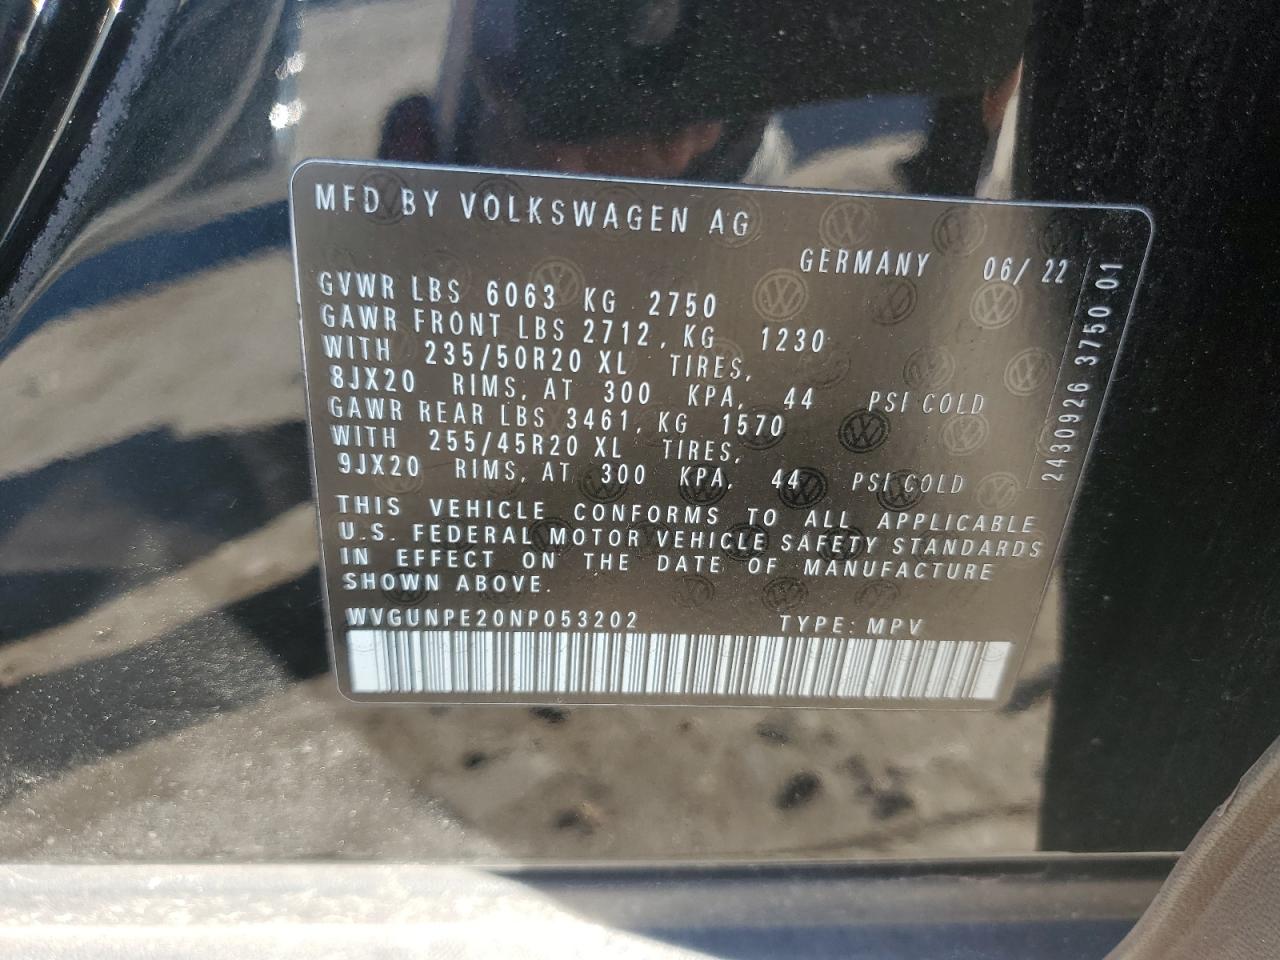 MFD BY VOLKSWAGEN AG
GERMANY 06/ 22
GVWR LBS 6063 KG 2750
GAWR FRONT LBS 2712, KG 1230
WITH 235/50R20 XL TIRES,
8JX20 RIMS, AT 300 KPA, 44 PSI COLD
GAWR REAR LBS 3461, KG 1570
WITH 255/45R20 XL TIRES,
9JX20 RIMS, AT 300 KPA, 44 PSI COLD
THIS VEHICLE CONFORMS TO ALL APPLICABLE
U.S. FEDERAL MOTOR VEHICLE SAFETY STANDARDS
IN EFFECT ON THE DATE OF MANUFACTURE
SHOWN ABOVE.
WVGUNPE20NP053202 TYPE: MPV
2430926 3750 01